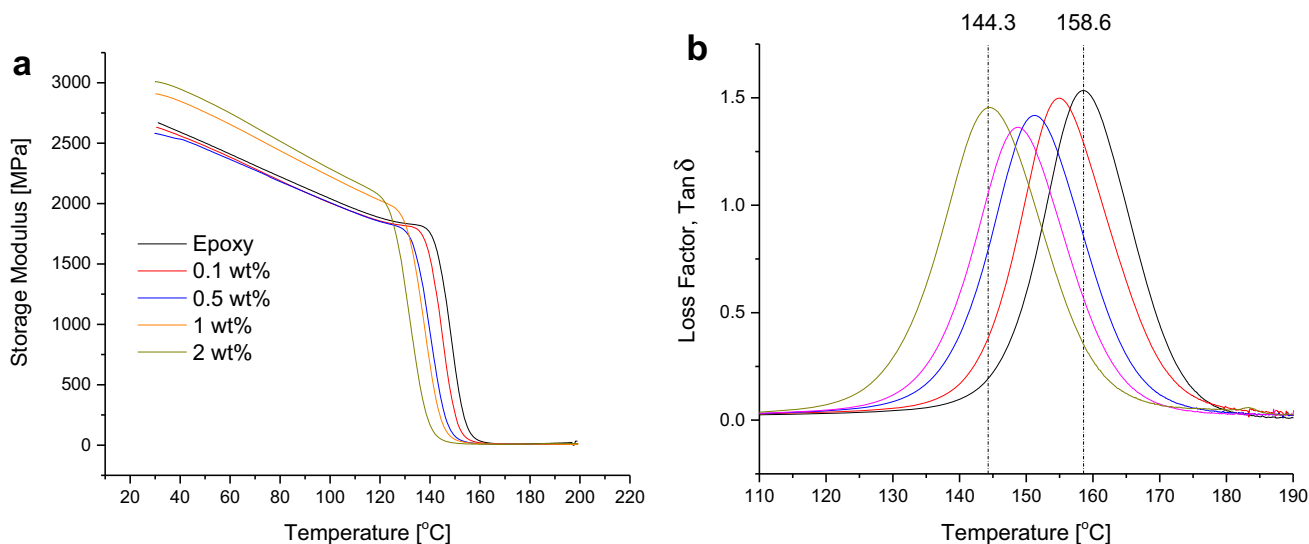 a
Storage Modulus [MPa]
3000
2500
2000
1500
1000
500
0
Epoxy
0.1 wt%
0.5 wt%
1 wt%
2 wt%
20 40 60 80 100 120 140 160 180 200 220
Temperature [°C]
144.3 158.6
b
Loss Factor, Tan δ
1.5
1.0
0.5
0.0
110 120 130 140 150 160 170 180 190
Temperature [°C]